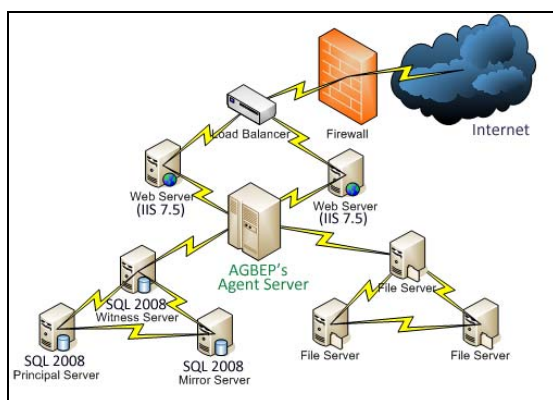 Internet
Load Balancer
Firewall
Web Server
(IIS 7.5)
Web Server
(IIS 7.5)
AGBEP's
Agent Server
SQL 2008
Witness Server
File Server
SQL 2008
Principal Server
SQL 2008
Mirror Server
File Server
File Server